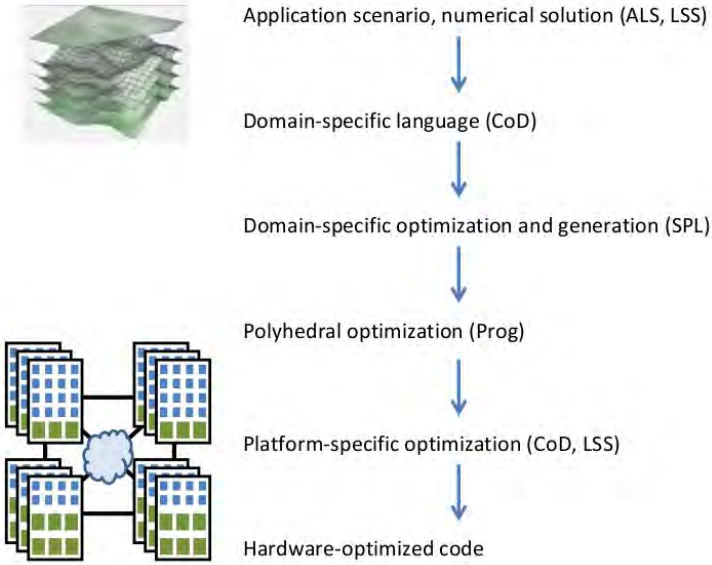 Application scenario, numerical solution (ALS, LSS)
Domain-specific language (CoD)
Domain-specific optimization and generation (SPL)
Polyhedral optimization (Prog)
Platform-specific optimization (CoD, LSS)
Hardware-optimized code